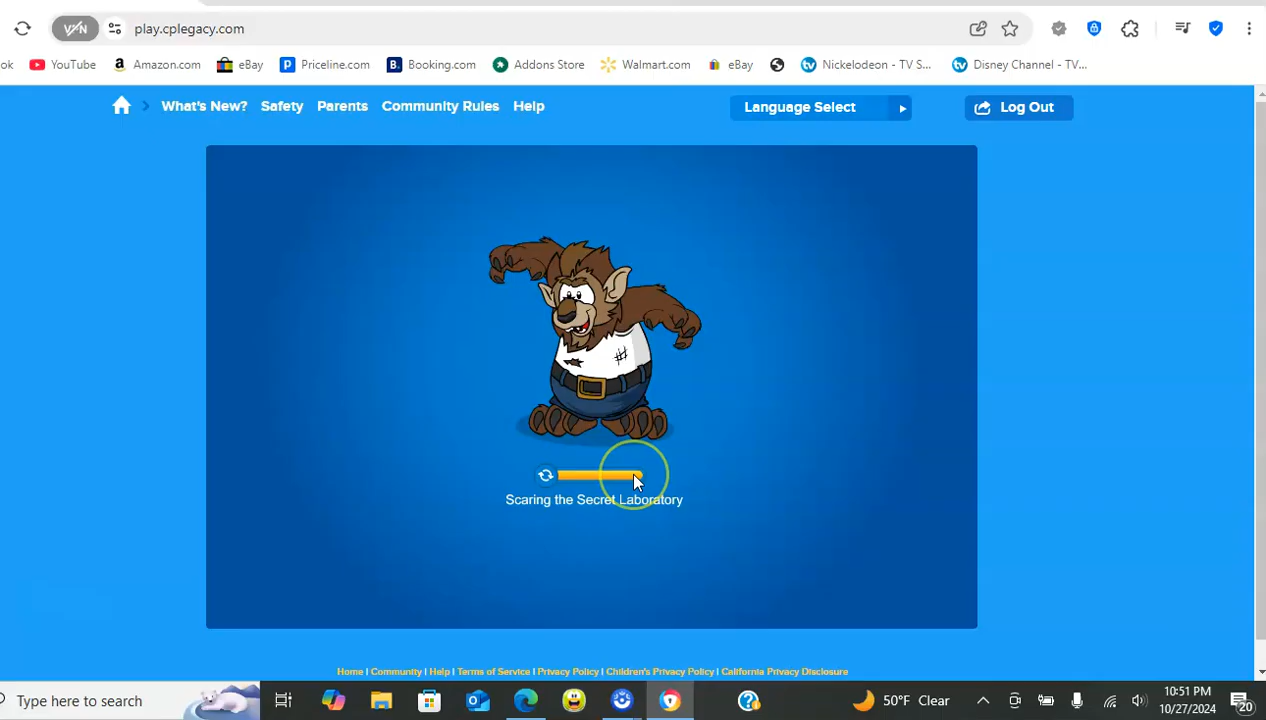 VPN
play.cplegacy.com
ok YouTube Amazon.com eBay Priceline.com Booking.com Addons Store Walmart.com eBay Nickelodeon - TV S... Disney Channel - TV...
What's New? Safety Parents Community Rules Help Language Select Log Out
Scaring the Secret Laboratory
Home | Community | Help | Terms of Service | Privacy Policy | Children's Privacy Policy | California Privacy Disclosure
Type here to search
50°F Clear
10:51 PM
10/27/2024
20